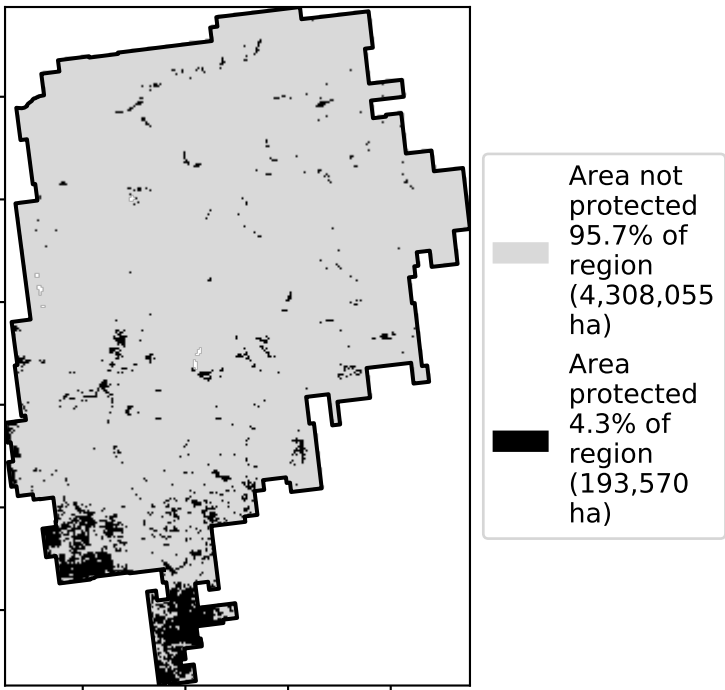 Area not
protected
95.7% of
region
(4,308,055
ha)
Area
protected
4.3% of
region
(193,570
ha)